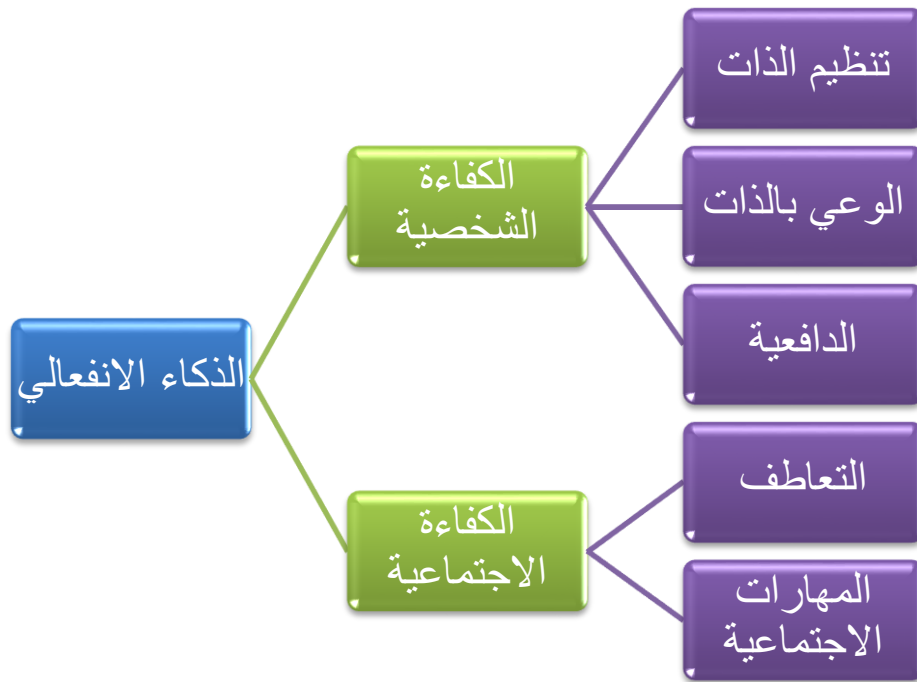 تنظيم الذات
الكفاءة
الشخصية
الوعي بالذات
الدافعية
الذكاء الانفعالي
التعاطف
الكفاءة
الاجتماعية
المهارات
الاجتماعية